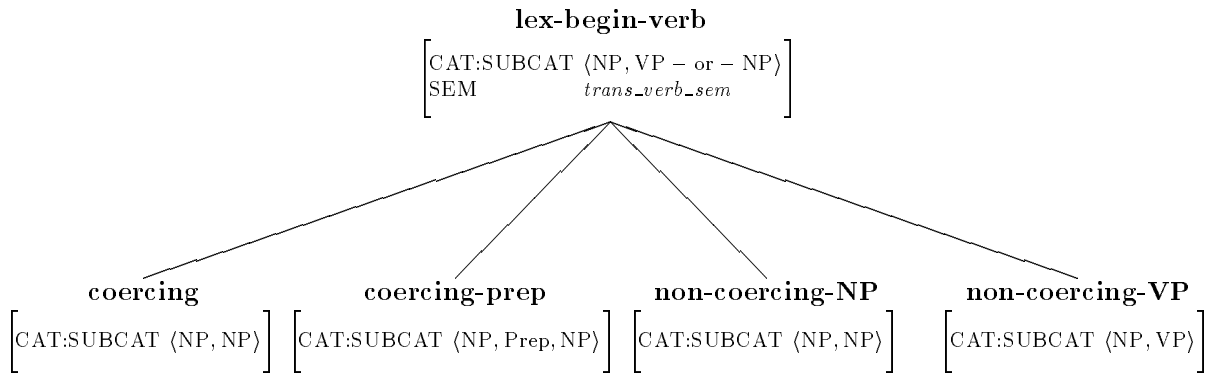 lex-begin-verb
CAT:SUBCAT ⟨NP, VP – or – NP⟩
SEM trans_verb_sem
coercing coercing-prep non-coercing-NP non-coercing-VP
CAT:SUBCAT ⟨NP, NP⟩ CAT:SUBCAT ⟨NP, Prep, NP⟩ CAT:SUBCAT ⟨NP, NP⟩ CAT:SUBCAT ⟨NP, VP⟩